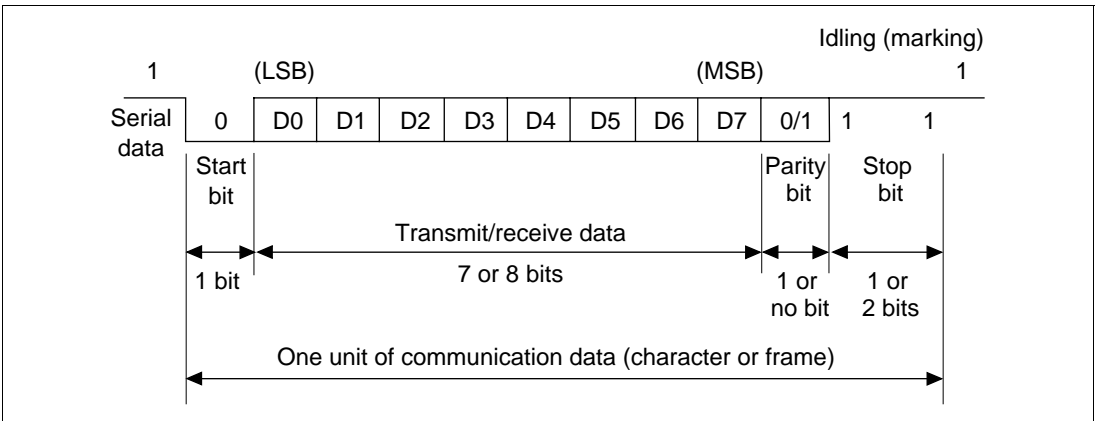 Idling (marking)
1 (LSB) (MSB) 1
Serial
data
0 D0 D1 D2 D3 D4 D5 D6 D7 0/1 1 1
Start
bit
Parity
bit
Stop
bit
Transmit/receive data
1 bit
7 or 8 bits
1 or
no bit
1 or
2 bits
One unit of communication data (character or frame)